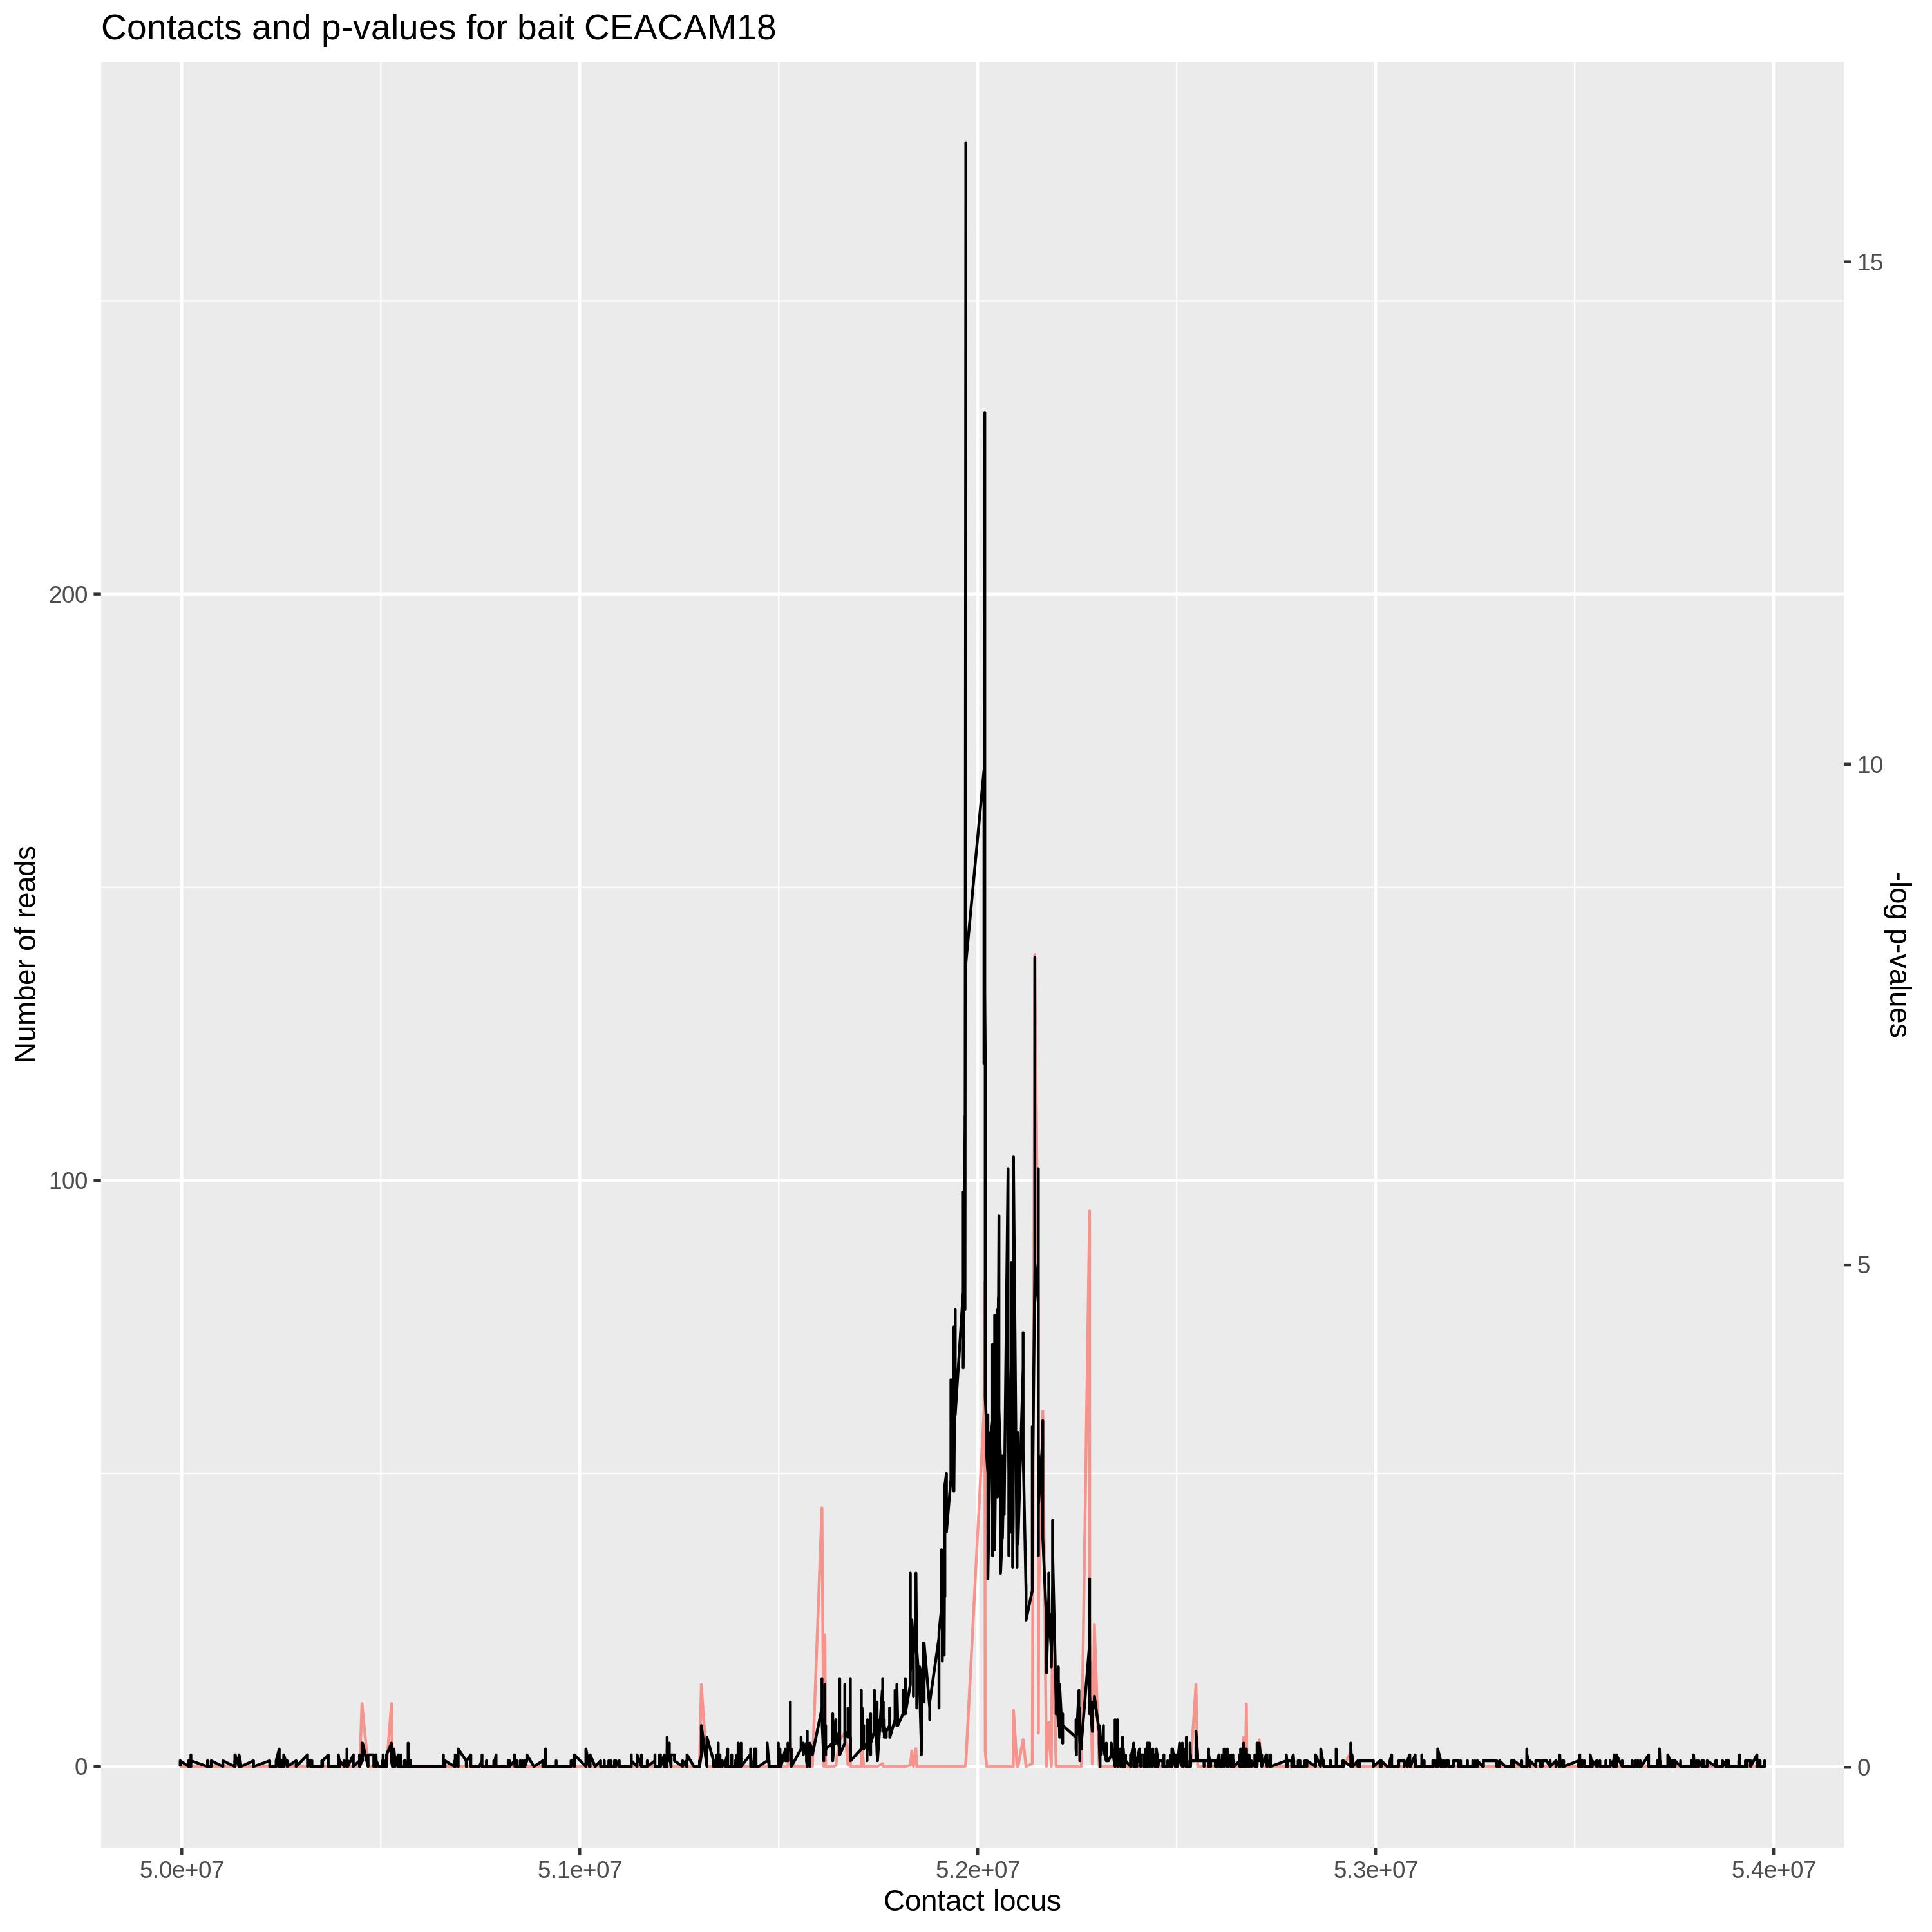 Contacts and p-values for bait CEACAM18
15
200
10
Number of reads
-log p-values
100
5
0
0
5.0e+07
5.1e+07
5.2e+07
5.3e+07
5.4e+07
Contact locus